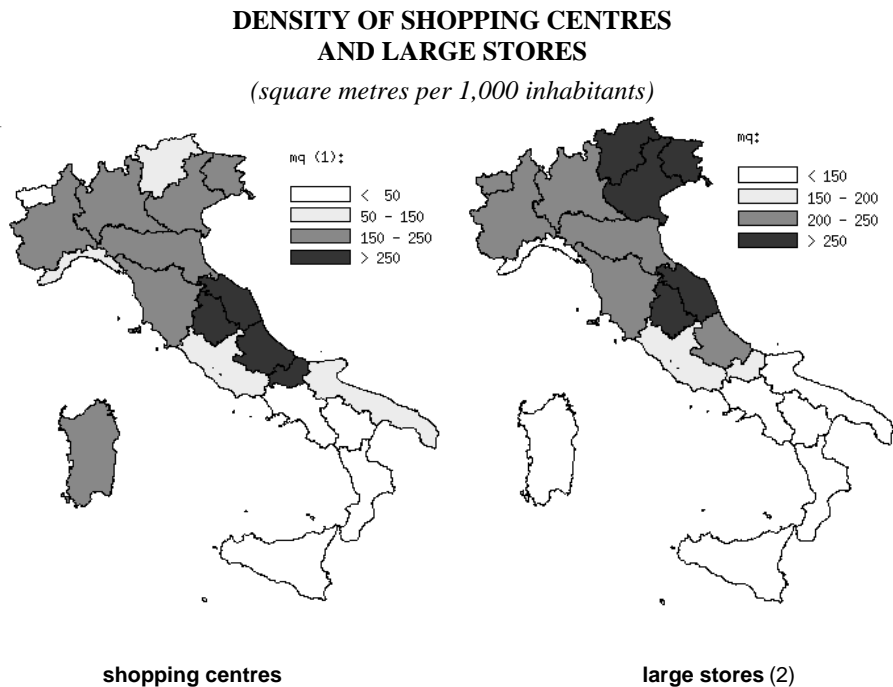 DENSITY OF SHOPPING CENTRES
AND LARGE STORES
(square metres per 1,000 inhabitants)
mq (1):
< 50
50 - 150
150 - 250
> 250
mq:
< 150
150 - 200
200 - 250
> 250
shopping centres
large stores (2)